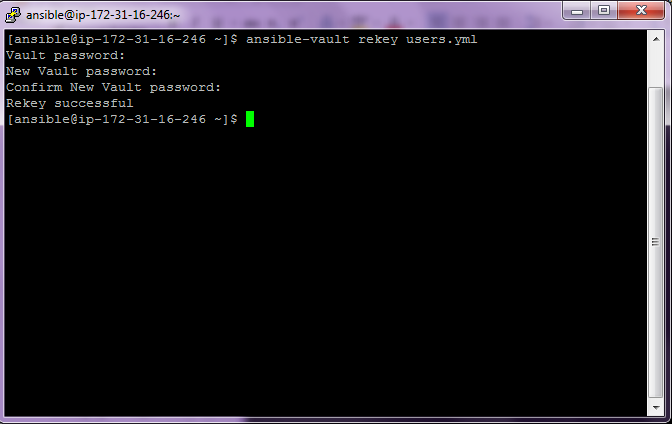 ansible@ip-172-31-16-246:~
[ansible@ip-172-31-16-246 ~]$ ansible-vault rekey users.yml
Vault password:
New Vault password:
Confirm New Vault password:
Rekey successful
[ansible@ip-172-31-16-246 ~]$